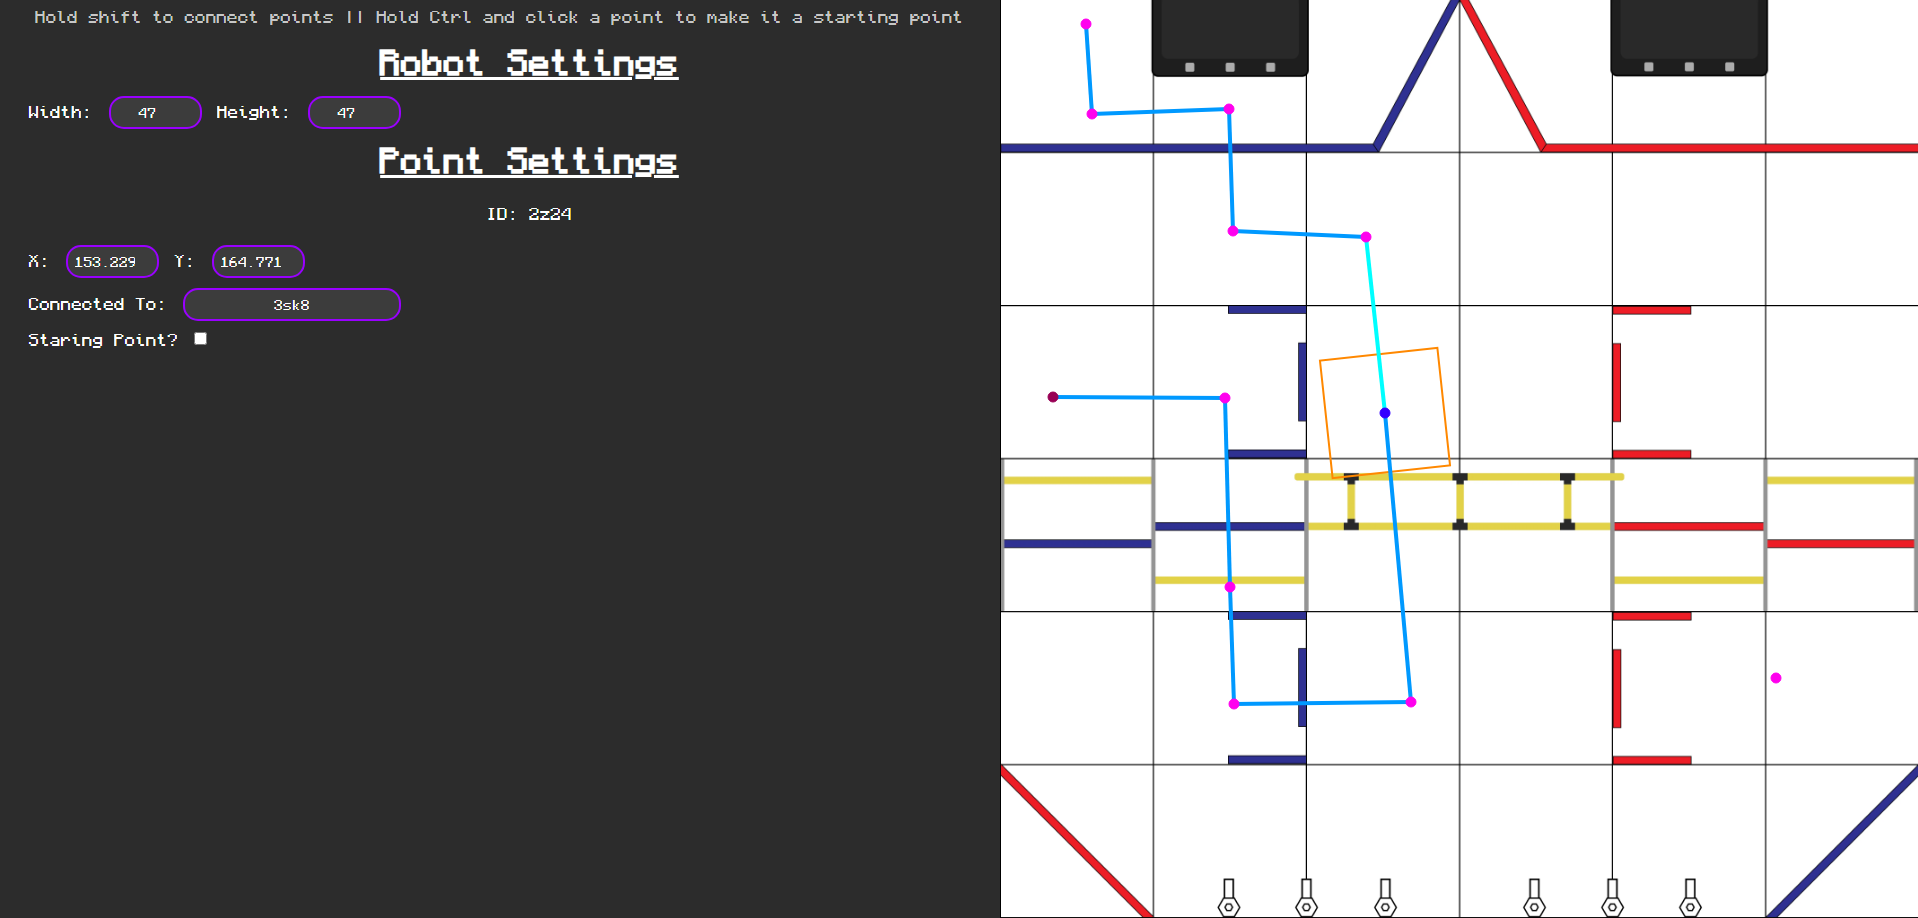 Hold shift to connect points || Hold Ctrl and click a point to make it a starting point
Robot Settings
Width: 47 Height: 47
Point Settings
ID: 2z24
X: 153.229 Y: 164.771
Connected To: 3sk8
Staring Point?